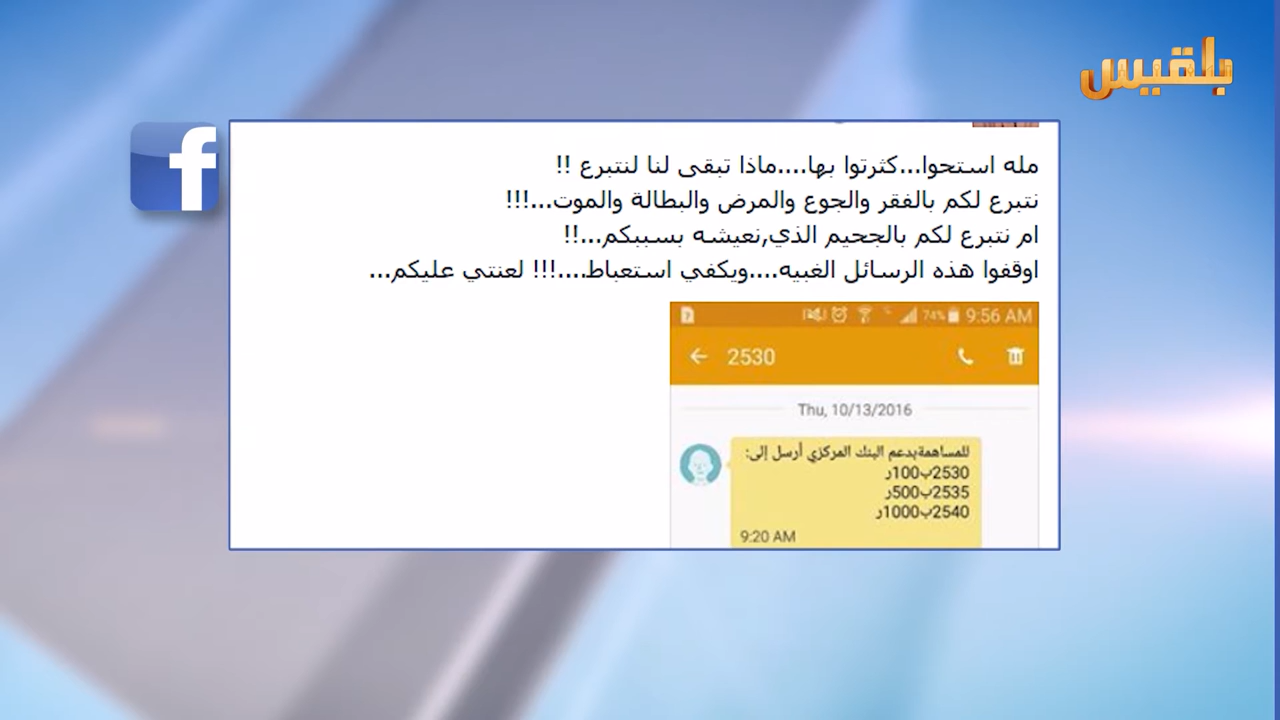 بلقيس
f
مله استحوا...كثرتوا بها....ماذا تبقى لنا لنتبرع !!
نتبرع لكم بالفقر والجوع والمرض والبطالة والموت...!!!
ام نتبرع لكم بالجحيم الذي,نعيشه بسببكم...!!
اوقفوا هذه الرسائل الغبيه....ويكفي استعباط....!!! لعنتي عليكم...
74% 9:56 AM
2530
Thu, 10/13/2016
للمساهمةبدعم البنك المركزي أرسل إلى:
2530ب100ر
2535ب500ر
2540ب1000ر
9:20 AM